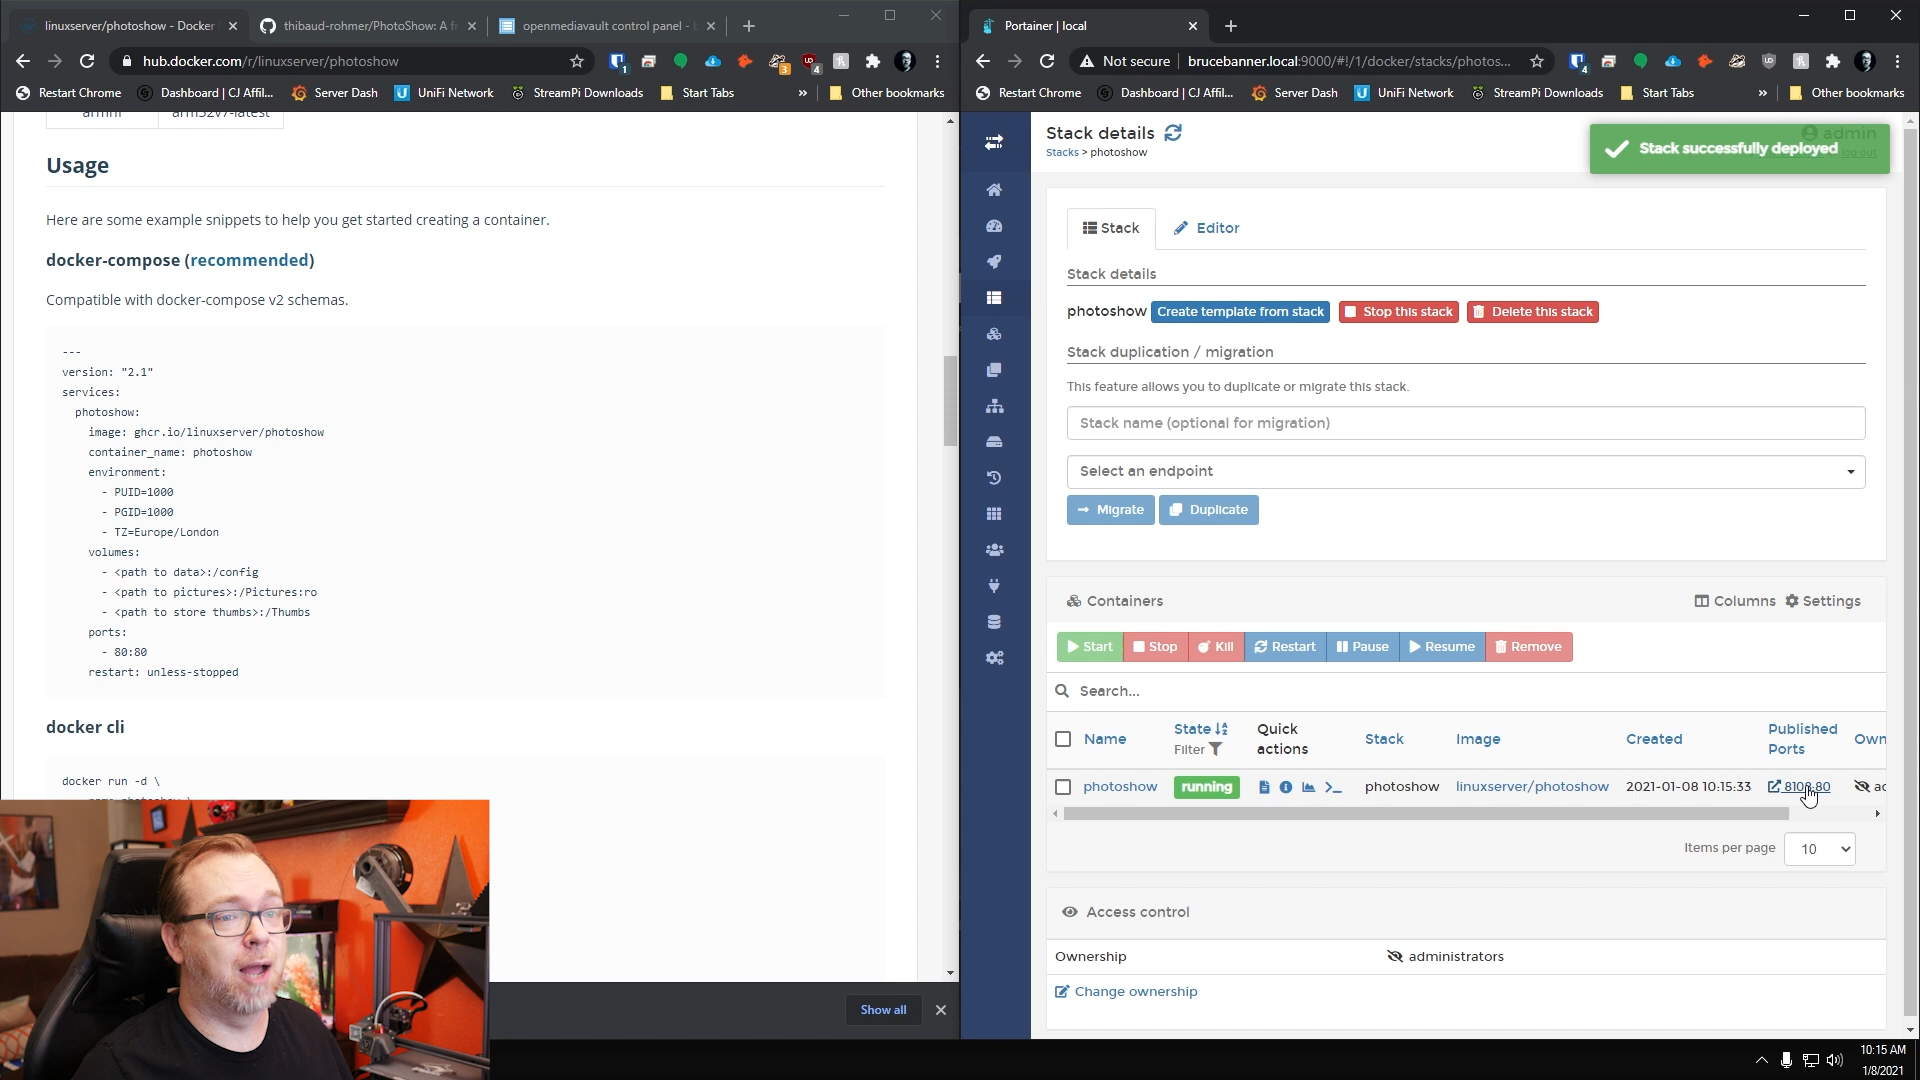 linuxserver/photoshow - Docker
thibaud-rohmer/PhotoShow: A f
openmediavault control panel - b
hub.docker.com/r/linuxserver/photoshow
Restart Chrome
Dashboard | CJ Affil...
Server Dash
UniFi Network
StreamPi Downloads
Start Tabs
»
Other bookmarks
armhf
arm32v7-latest
Usage
Here are some example snippets to help you get started creating a container.
docker-compose (recommended)
Compatible with docker-compose v2 schemas.
---
version: "2.1"
services:
photoshow:
image: ghcr.io/linuxserver/photoshow
container_name: photoshow
environment:
- PUID=1000
- PGID=1000
- TZ=Europe/London
volumes:
- <path to data>:/config
- <path to pictures>:/Pictures:ro
- <path to store thumbs>:/Thumbs
ports:
- 80:80
restart: unless-stopped
docker cli
docker run -d \
Show all
Portainer | local
Not secure
brucebanner.local:9000/#!/1/docker/stacks/photos...
Restart Chrome
Dashboard | CJ Affil...
Server Dash
UniFi Network
StreamPi Downloads
Start Tabs
»
Other bookmarks
Stack details
Stacks > photoshow
admin
log out
Stack successfully deployed
Stack
Editor
Stack details
photoshow
Create template from stack
Stop this stack
Delete this stack
Stack duplication / migration
This feature allows you to duplicate or migrate this stack.
Stack name (optional for migration)
Select an endpoint
Migrate
Duplicate
Containers
Columns
Settings
Start
Stop
Kill
Restart
Pause
Resume
Remove
Search...
Name
State
Filter
Quick actions
Stack
Image
Created
Published Ports
Own
photoshow
running
photoshow
linuxserver/photoshow
2021-01-08 10:15:33
ad
Items per page
10
Access control
Ownership
administrators
Change ownership
10:15 AM
1/8/2021